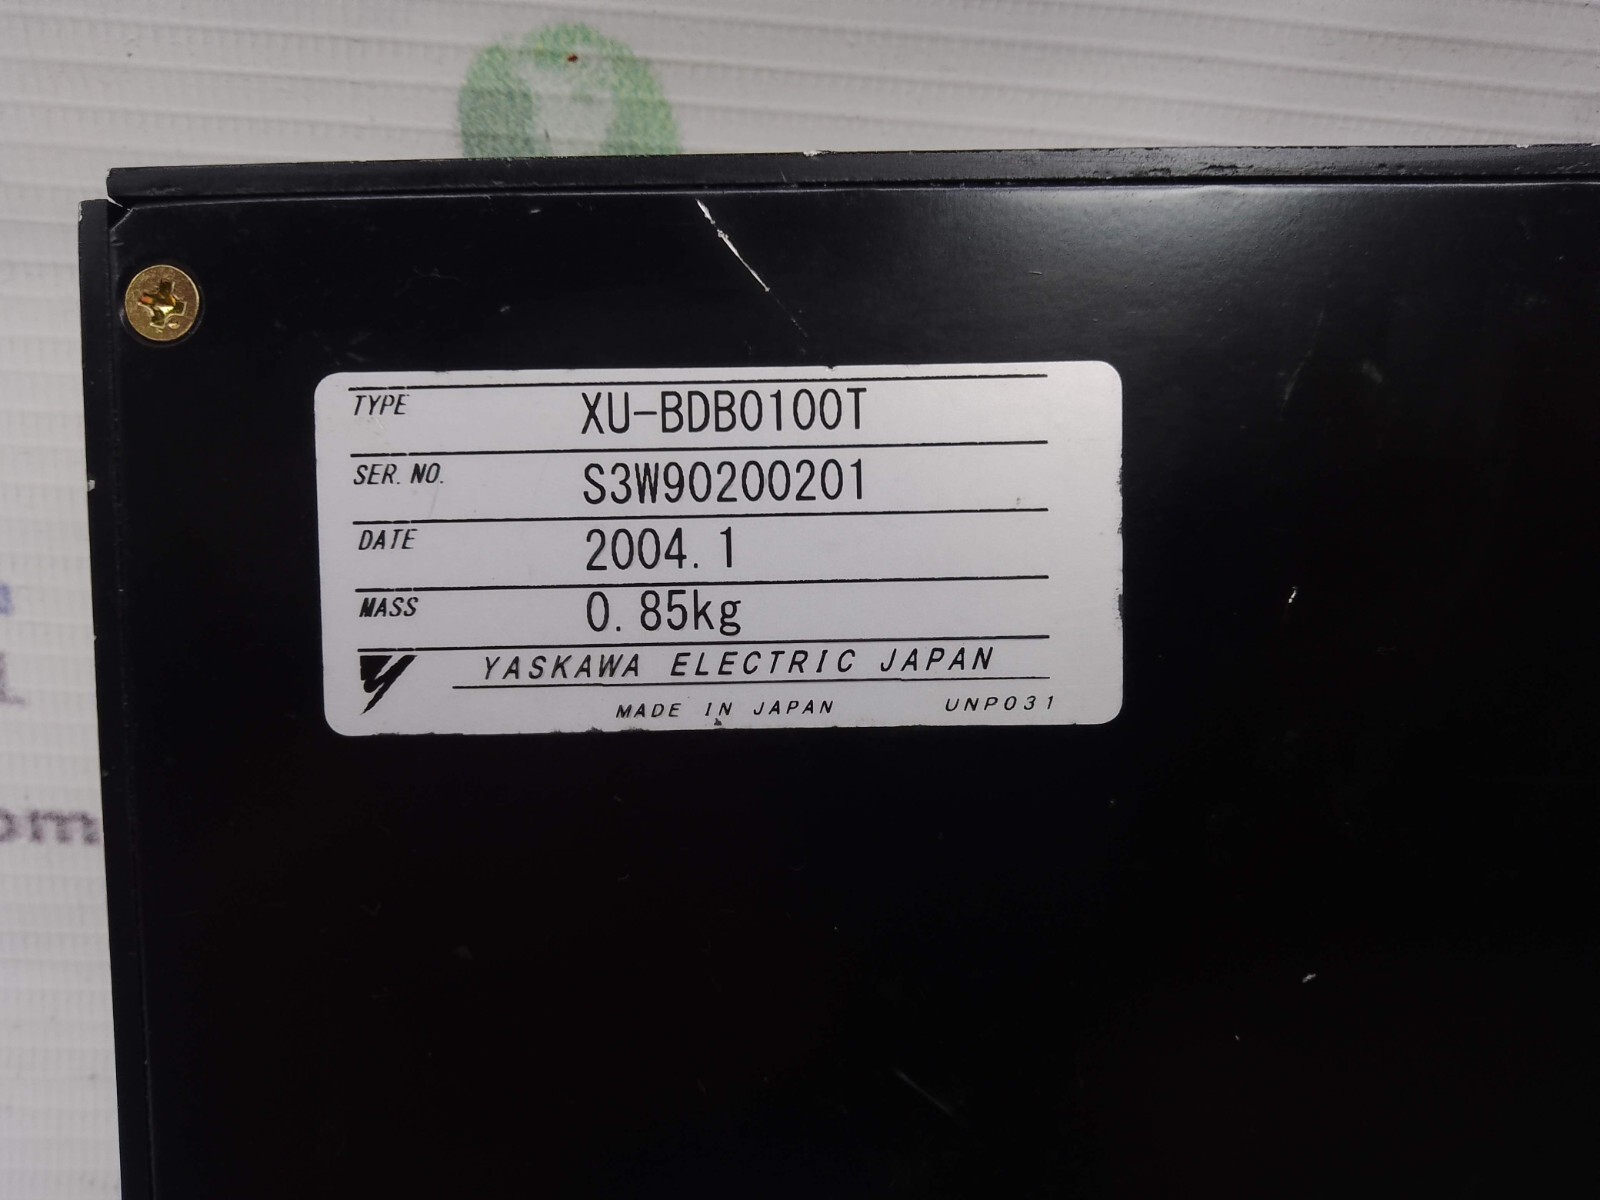 TYPE XU-BDB0100T
SER. NO. S3W90200201
DATE 2004. 1
MASS 0. 85kg
YASKAWA ELECTRIC JAPAN
MADE IN JAPAN UNP031
om